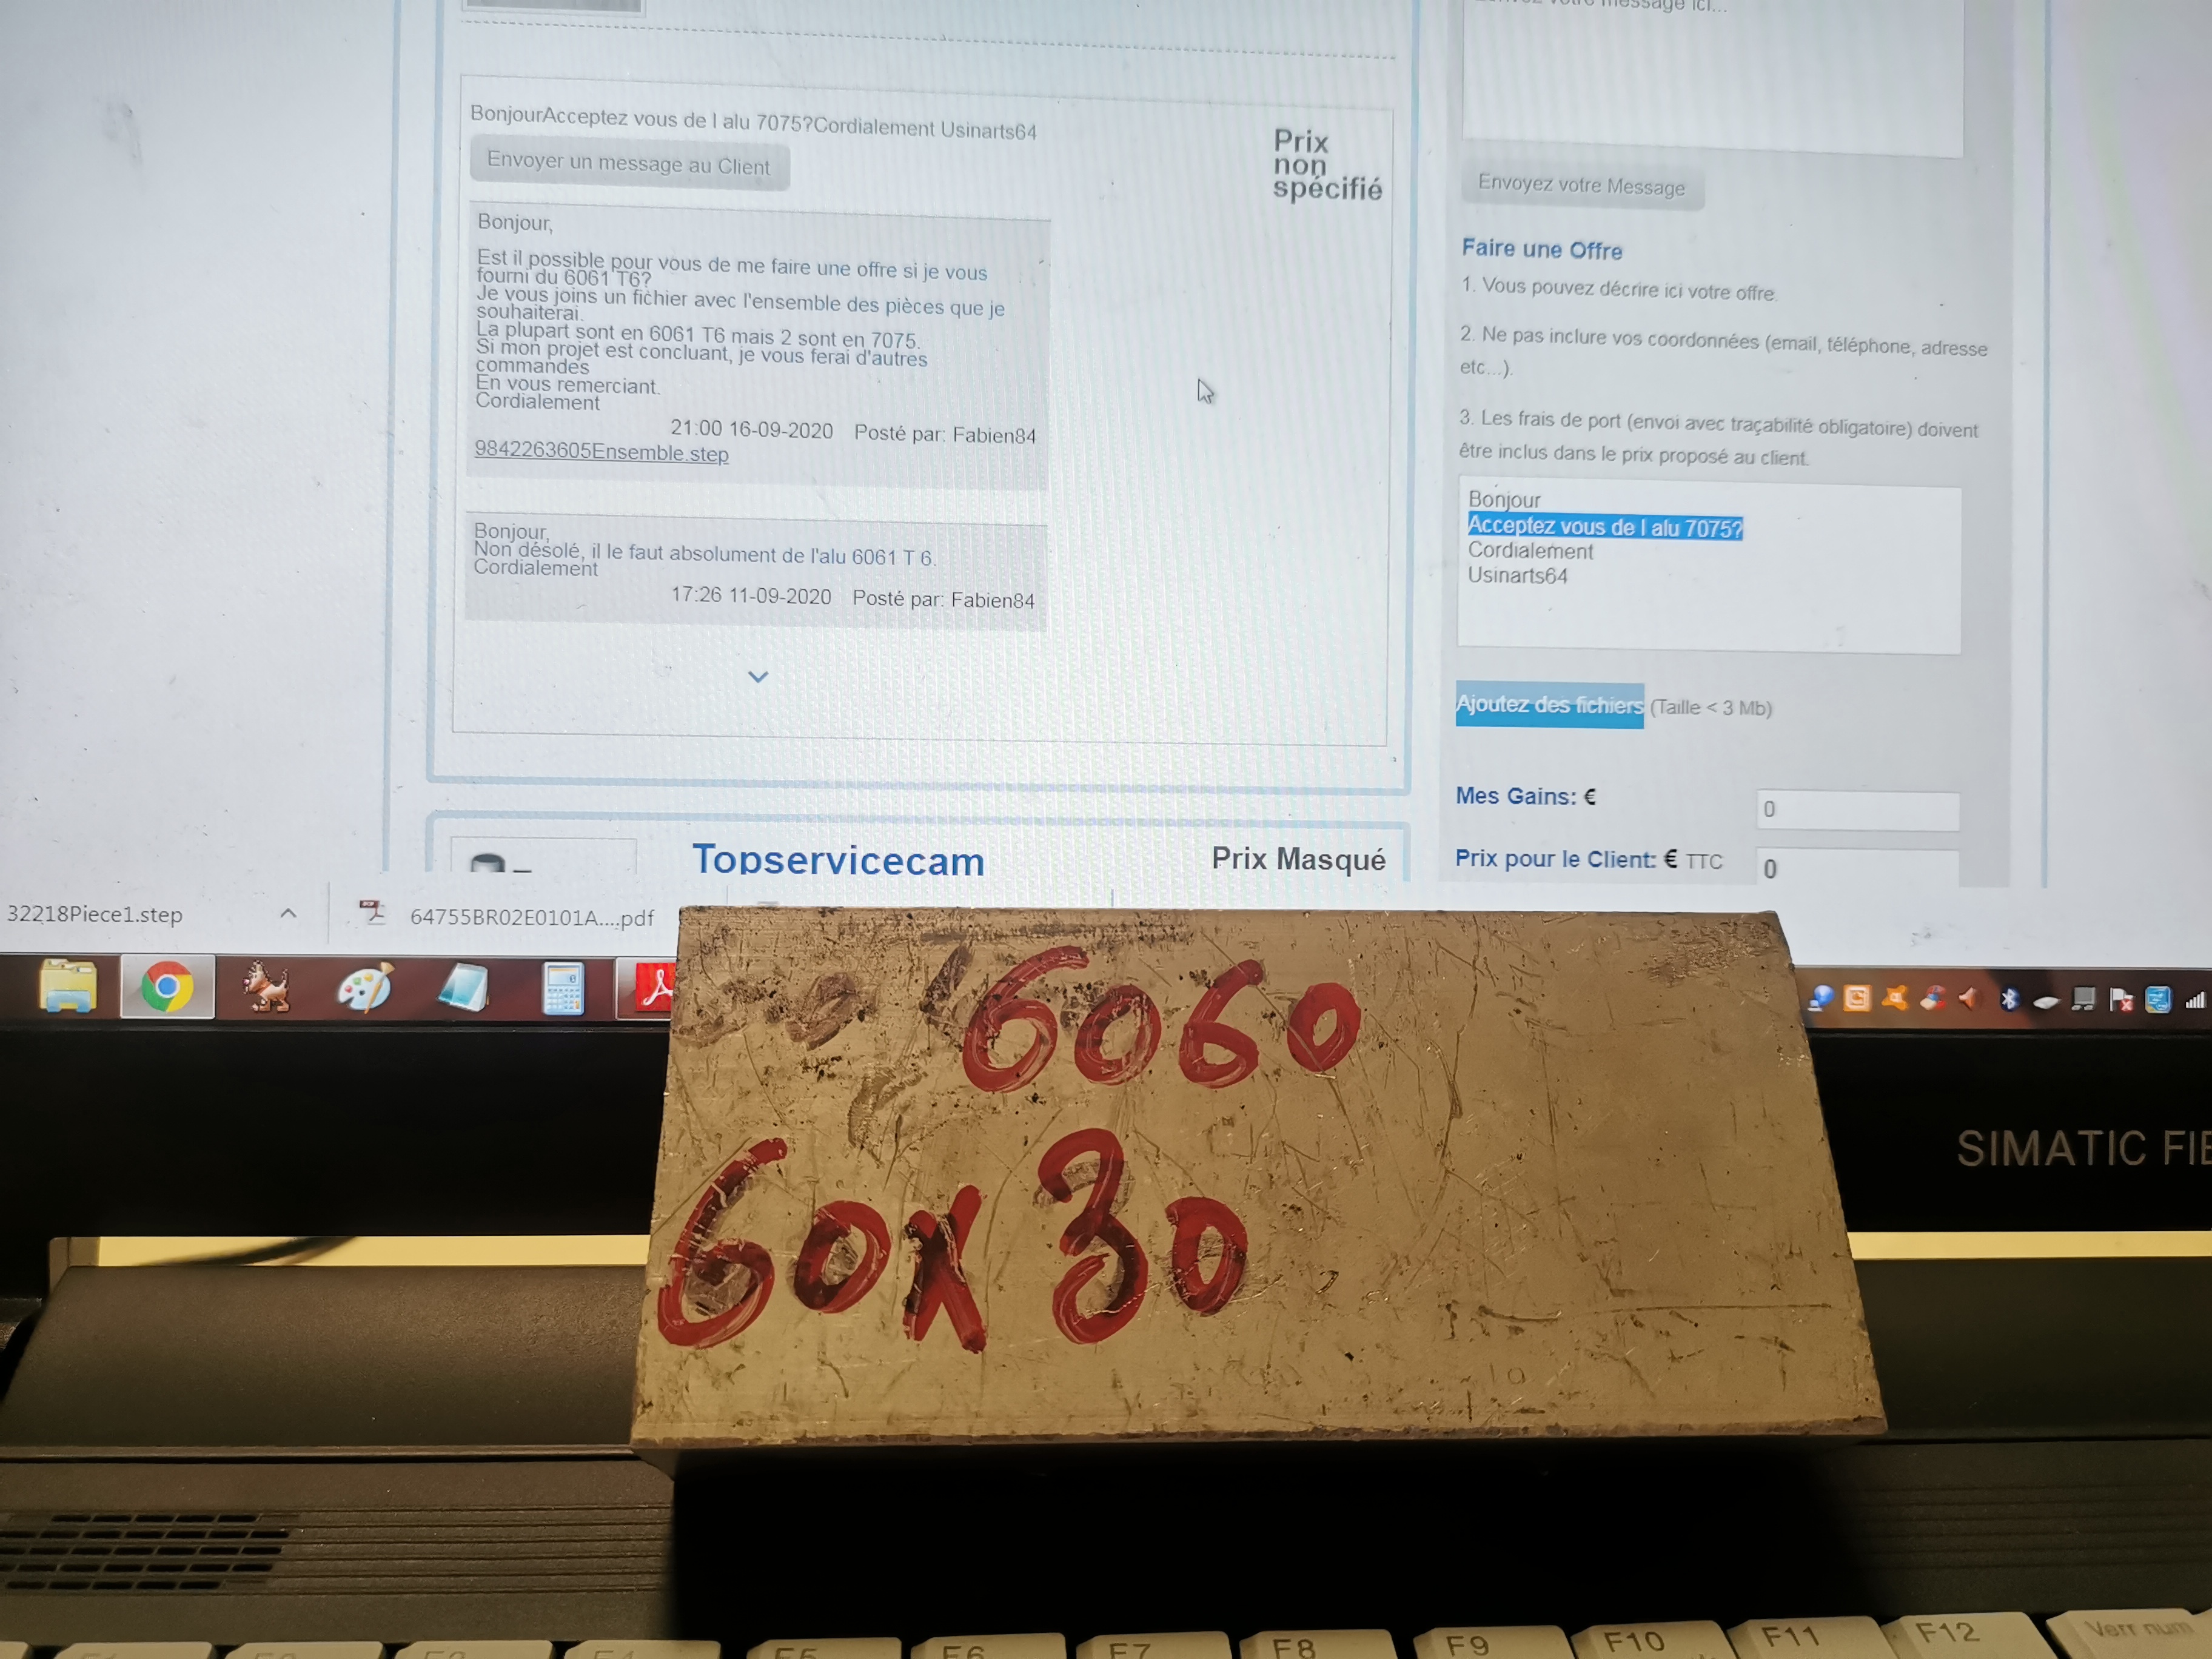 BonjourAcceptez vous de l alu 7075?Cordialement Usinarts64
Envoyer un message au Client
Prix
non
spécifié
Bonjour,
Est il possible pour vous de me faire une offre si je vous
fourni du 6061 T6?
Je vous joins un fichier avec l'ensemble des pièces que je
souhaiterai.
La plupart sont en 6061 T6 mais 2 sont en 7075.
Si mon projet est concluant, je vous ferai d'autres
commandes
En vous remerciant.
Cordialement
21:00 16-09-2020 Posté par: Fabien84
9842263605Ensemble.step
Bonjour,
Non désolé, il le faut absolument de l'alu 6061 T 6.
Cordialement
17:26 11-09-2020 Posté par: Fabien84
Topservicecam
Prix Masqué
message ici...
Envoyez votre Message
Faire une Offre
1. Vous pouvez décrire ici votre offre.
2. Ne pas inclure vos coordonnées (email, téléphone, adresse
etc...).
3. Les frais de port (envoi avec traçabilité obligatoire) doivent
être inclus dans le prix proposé au client.
Bonjour
Acceptez vous de l alu 7075?
Cordialement
Usinarts64
Ajoutez des fichiers (Taille < 3 Mb)
Mes Gains: € 0
Prix pour le Client: € TTC 0
32218Piece1.step
64755BR02E0101A....pdf
6060
60x30
SIMATIC FIE
F5 F6 F7 F8 F9 F10 F11 F12 Verr num